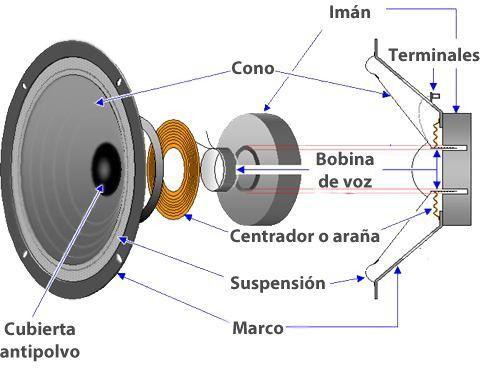 Imán
Terminales
Cono
Bobina
de voz
Centrador o araña
Suspensión
Marco
Cubierta
antipolvo